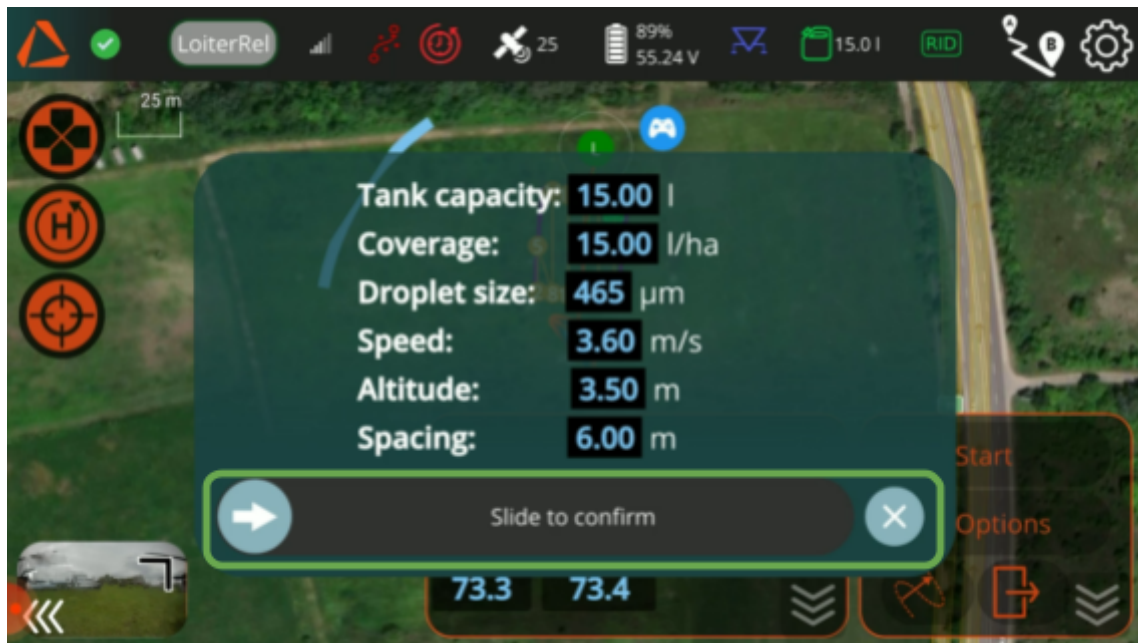 LoiterRel 25 89% 15.0 l RID
55.24 V
25 m
L
Tank capacity: 15.00 l
Coverage: 15.00 l/ha
Droplet size: 465 µm
Speed: 3.60 m/s
Altitude: 3.50 m
Spacing: 6.00 m
Start
Slide to confirm
Options
73.3 73.4
A
B
H